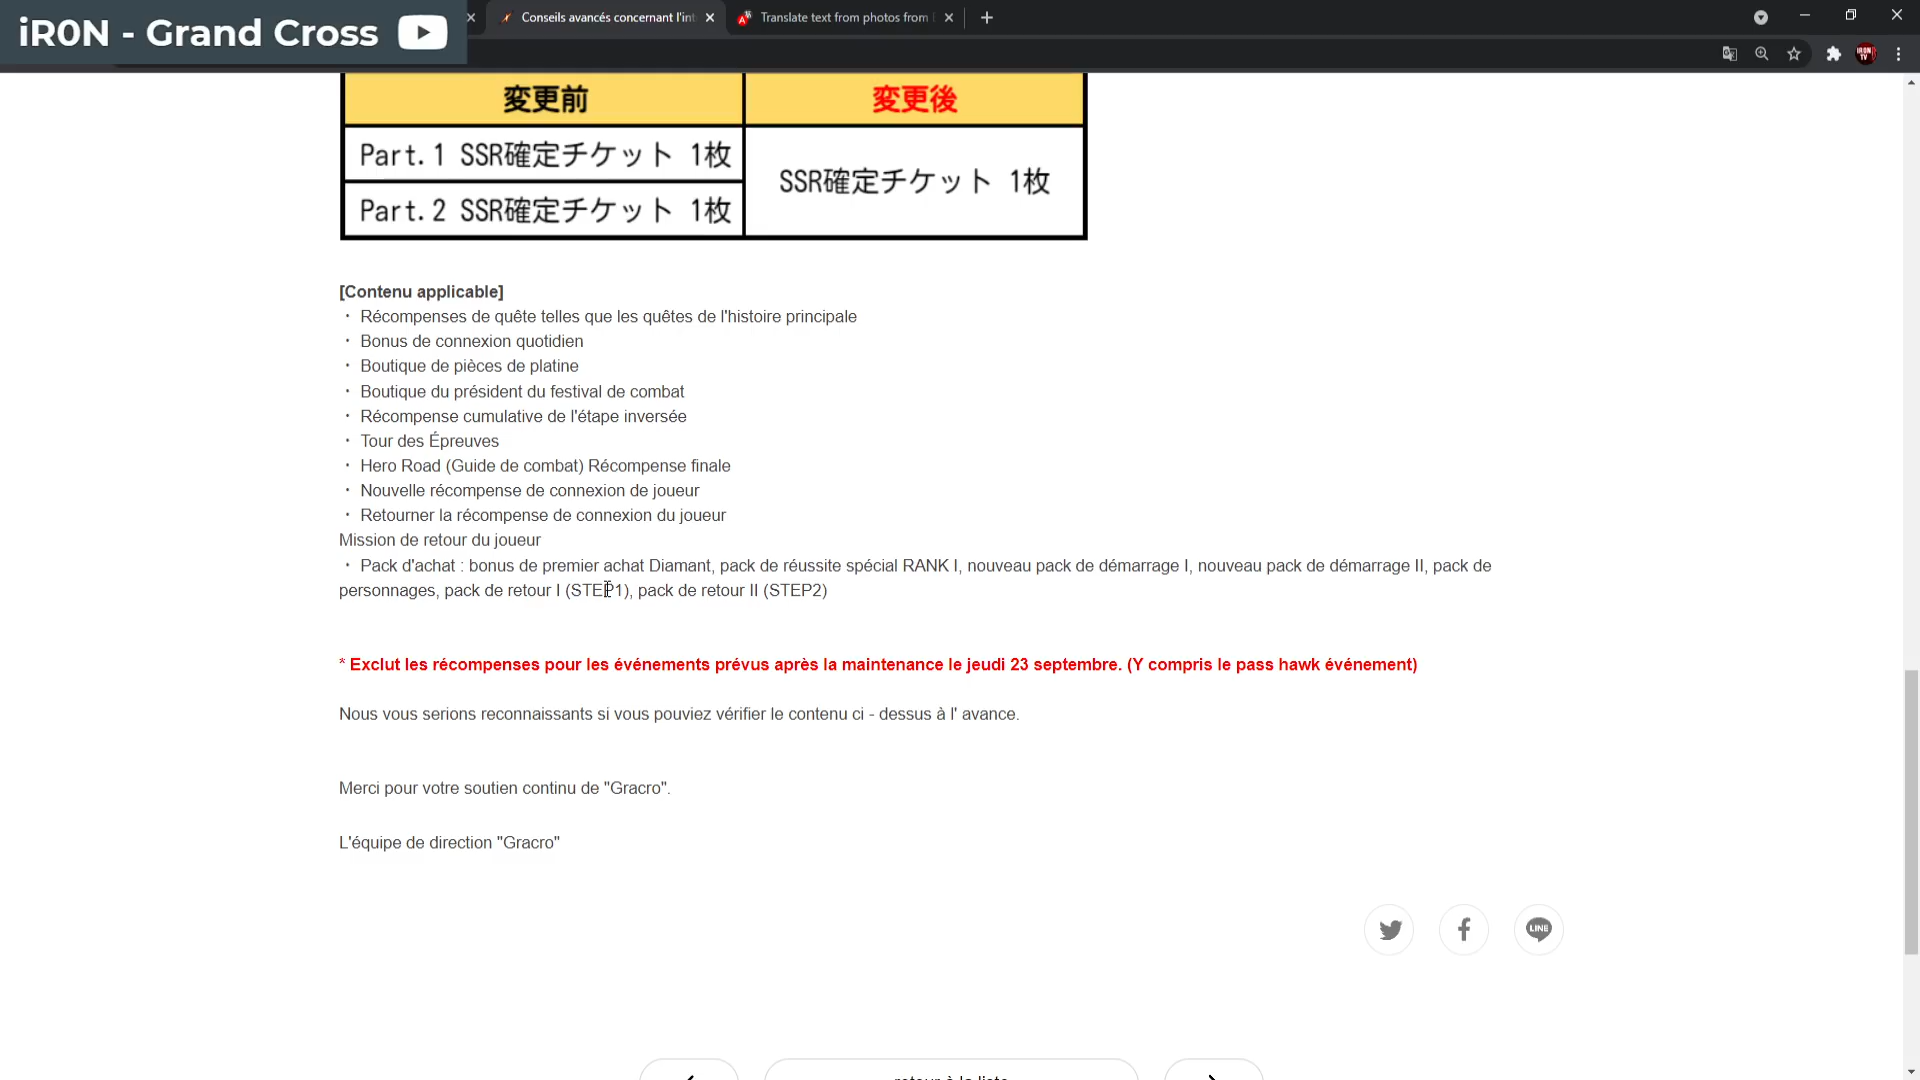 iR0N - Grand Cross
Conseils avancés concernant l'int
Translate text from photos from
変更前
変更後
Part.1 SSR確定チケット 1枚
SSR確定チケット 1枚
Part.2 SSR確定チケット 1枚
[Contenu applicable]
・ Récompenses de quête telles que les quêtes de l'histoire principale
・ Bonus de connexion quotidien
・ Boutique de pièces de platine
・ Boutique du président du festival de combat
・ Récompense cumulative de l'étape inversée
・ Tour des Épreuves
・ Hero Road (Guide de combat) Récompense finale
・ Nouvelle récompense de connexion de joueur
・ Retourner la récompense de connexion du joueur
Mission de retour du joueur
・ Pack d'achat : bonus de premier achat Diamant, pack de réussite spécial RANK I, nouveau pack de démarrage I, nouveau pack de démarrage II, pack de
personnages, pack de retour I (STEP1), pack de retour II (STEP2)
* Exclut les récompenses pour les événements prévus après la maintenance le jeudi 23 septembre. (Y compris le pass hawk événement)
Nous vous serions reconnaissants si vous pouviez vérifier le contenu ci - dessus à l' avance.
Merci pour votre soutien continu de "Gracro".
L'équipe de direction "Gracro"
LINE
retour à la liste